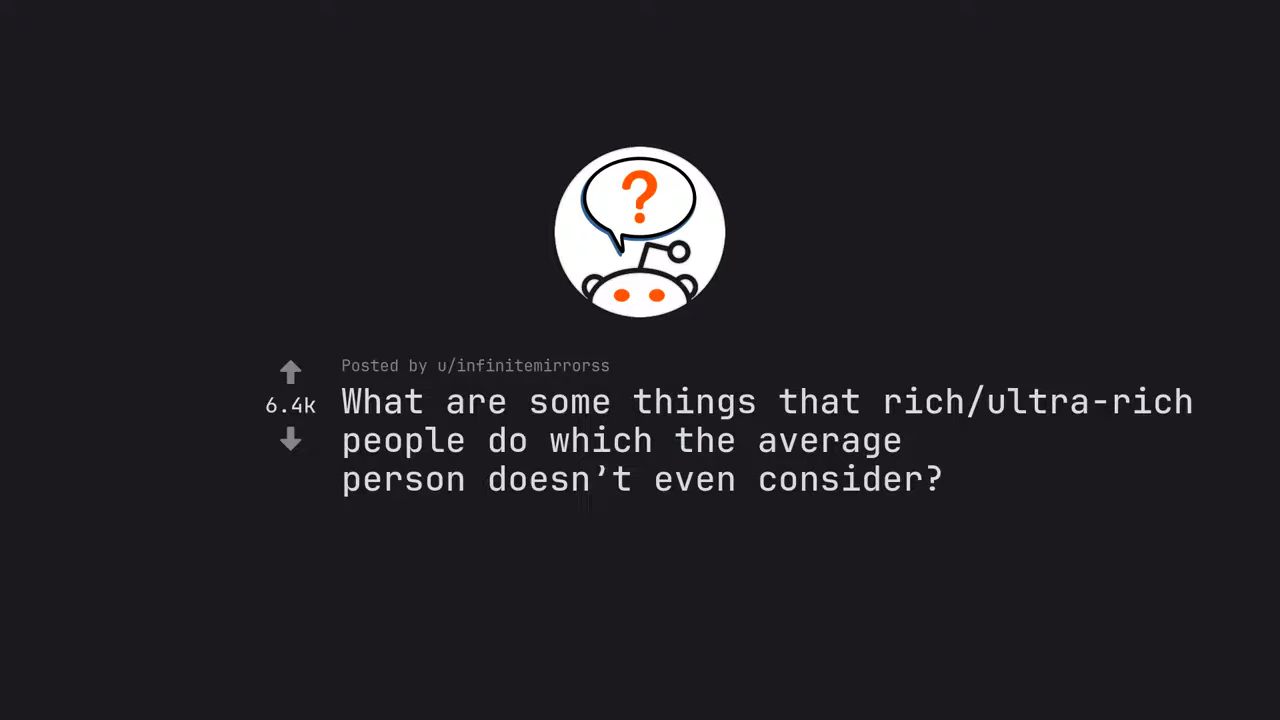 ?
Posted by u/infinitemirrorss
6.4k
What are some things that rich/ultra-rich
people do which the average
person doesn’t even consider?